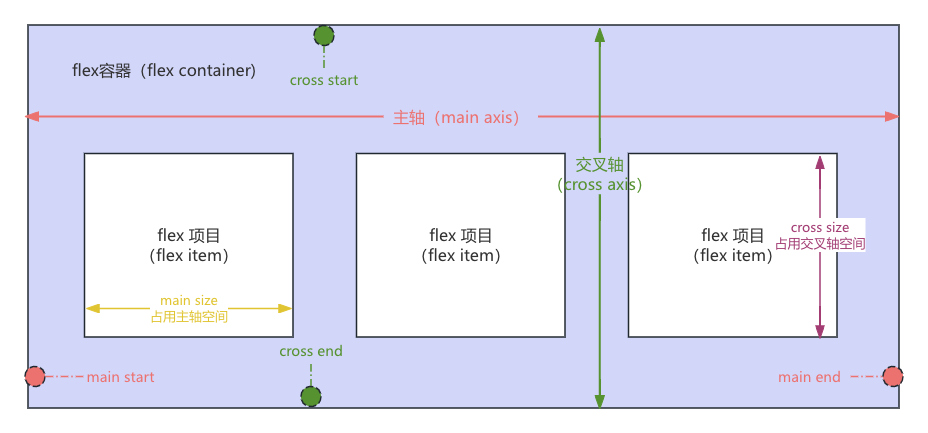 cross start
flex容器（flex container）
主轴（main axis）
交叉轴
（cross axis）
flex 项目
（flex item）
flex 项目
（flex item）
flex 项目
（flex item）
cross size
占用交叉轴空间
main size
占用主轴空间
cross end
main start
main end